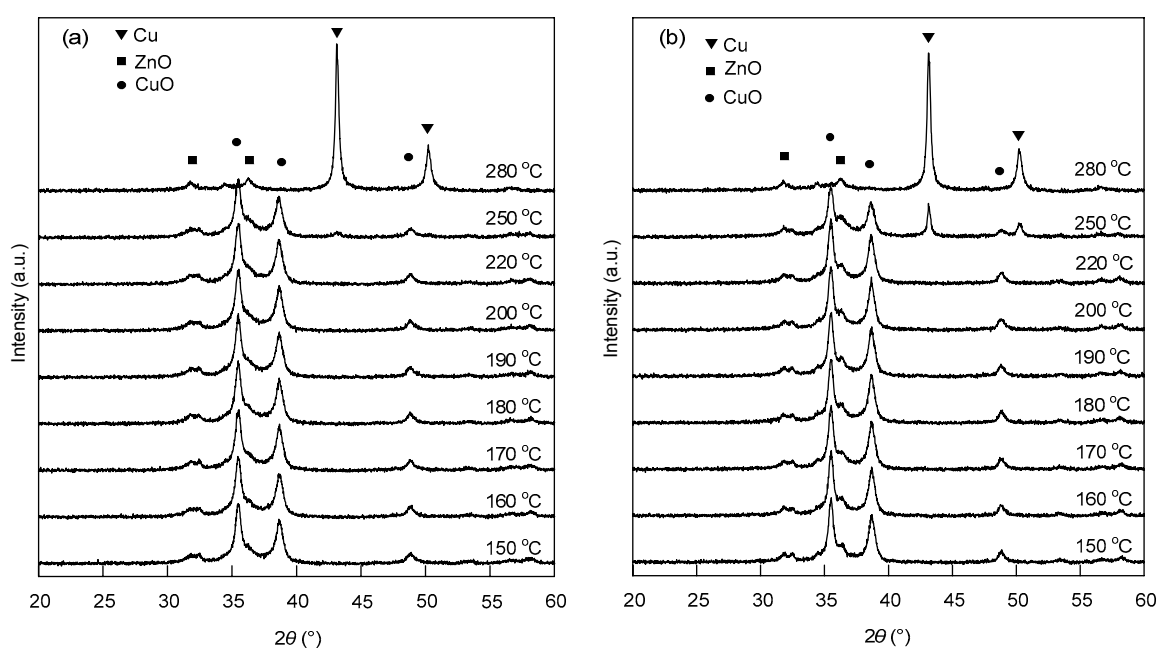 (a)
▼ Cu
■ ZnO
● CuO
280 °C
250 °C
220 °C
200 °C
190 °C
180 °C
170 °C
160 °C
150 °C
Intensity (a.u.)
20 25 30 35 40 45 50 55 60
2θ (°)
(b)
▼ Cu
■ ZnO
● CuO
280 °C
250 °C
220 °C
200 °C
190 °C
180 °C
170 °C
160 °C
150 °C
Intensity (a.u.)
20 25 30 35 40 45 50 55 60
2θ (°)